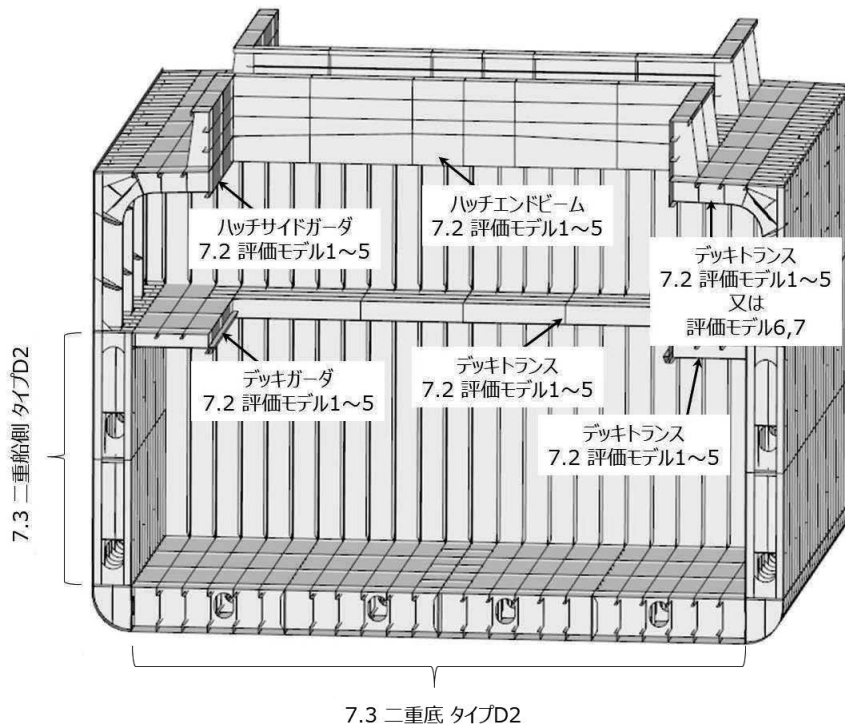 ハッチサイドガーダ
7.2 評価モデル1～5
ハッチエンドビーム
7.2 評価モデル1～5
デッキトランス
7.2 評価モデル1～5
又は
評価モデル6,7
デッキガーダ
7.2 評価モデル1～5
デッキトランス
7.2 評価モデル1～5
デッキトランス
7.2 評価モデル1～5
7.3 二重船側 タイプD2
7.3 二重底 タイプD2